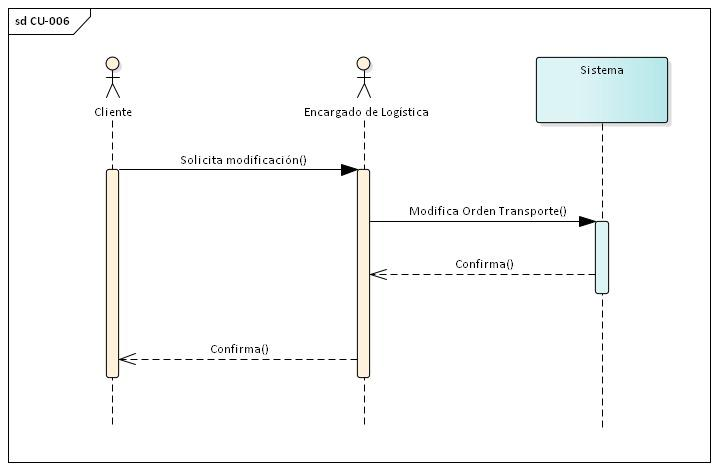 sd CU-006
Sistema
Cliente
Encargado de Logística
Solicita modificación()
Modifica Orden Transporte()
Confirma()
Confirma()